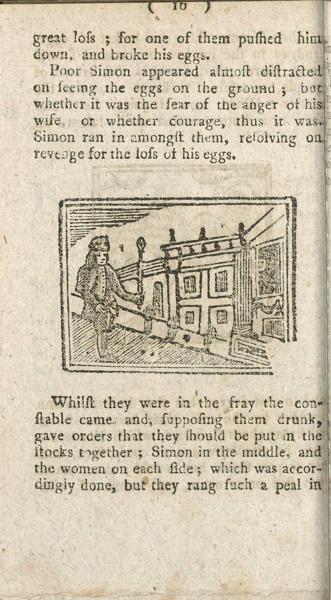 ( 10 )
great loſs ; for one of them puſhed him
down, and broke his eggs.
Poor Simon appeared almoſt diſtracted
on ſeeing the eggs on the ground ; but
whether it was the fear of the anger of his
wife, or whether courage, thus it was.
Simon ran in amongſt them, reſolving on
revenge for the loſs of his eggs.
Whilſt they were in the fray the con-
ſtable came and, ſuppoſing them drunk,
gave orders that they ſhould be put in the
ſtocks together ; Simon in the middle, and
the women on each ſide ; which was accor-
dingly done, but they rang ſuch a peal in